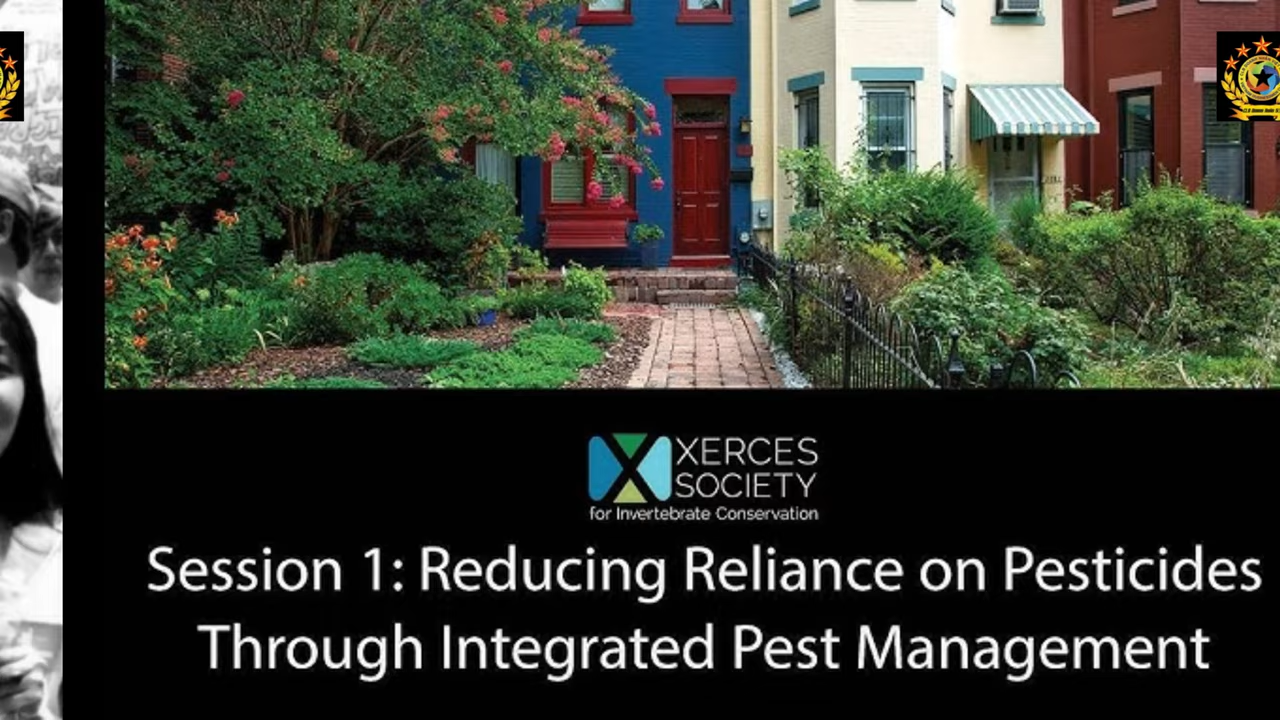 XERCES
SOCIETY
for Invertebrate Conservation
Session 1: Reducing Reliance on Pesticides
Through Integrated Pest Management